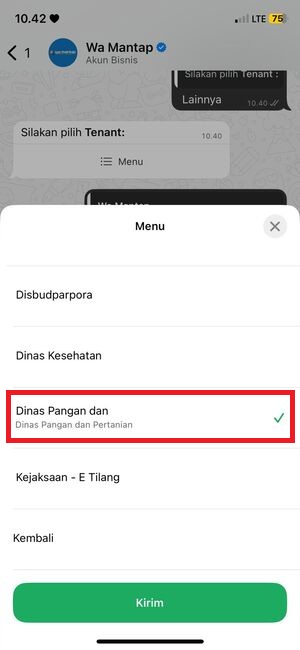 10.42
LTE 75
1
Wa Mantap
Akun Bisnis
Silakan pilih Tenant :
Lainnya
10.40
Silakan pilih Tenant:
10.40
Menu
Wa Mantap
Menu
Disbudparpora
Dinas Kesehatan
Dinas Pangan dan
Dinas Pangan dan Pertanian
Kejaksaan - E Tilang
Kembali
Kirim